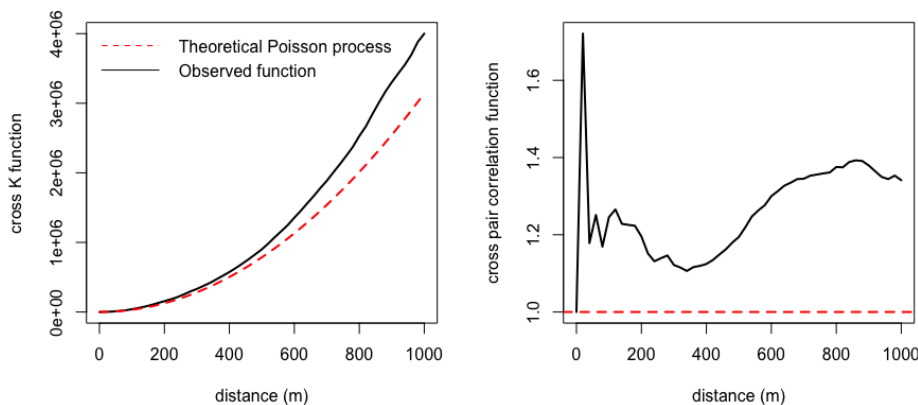 cross K function
4e+06
3e+06
2e+06
1e+06
0e+00
Theoretical Poisson process
Observed function
0 200 400 600 800 1000
distance (m)
cross pair correlation function
1.6
1.4
1.2
1.0
0 200 400 600 800 1000
distance (m)